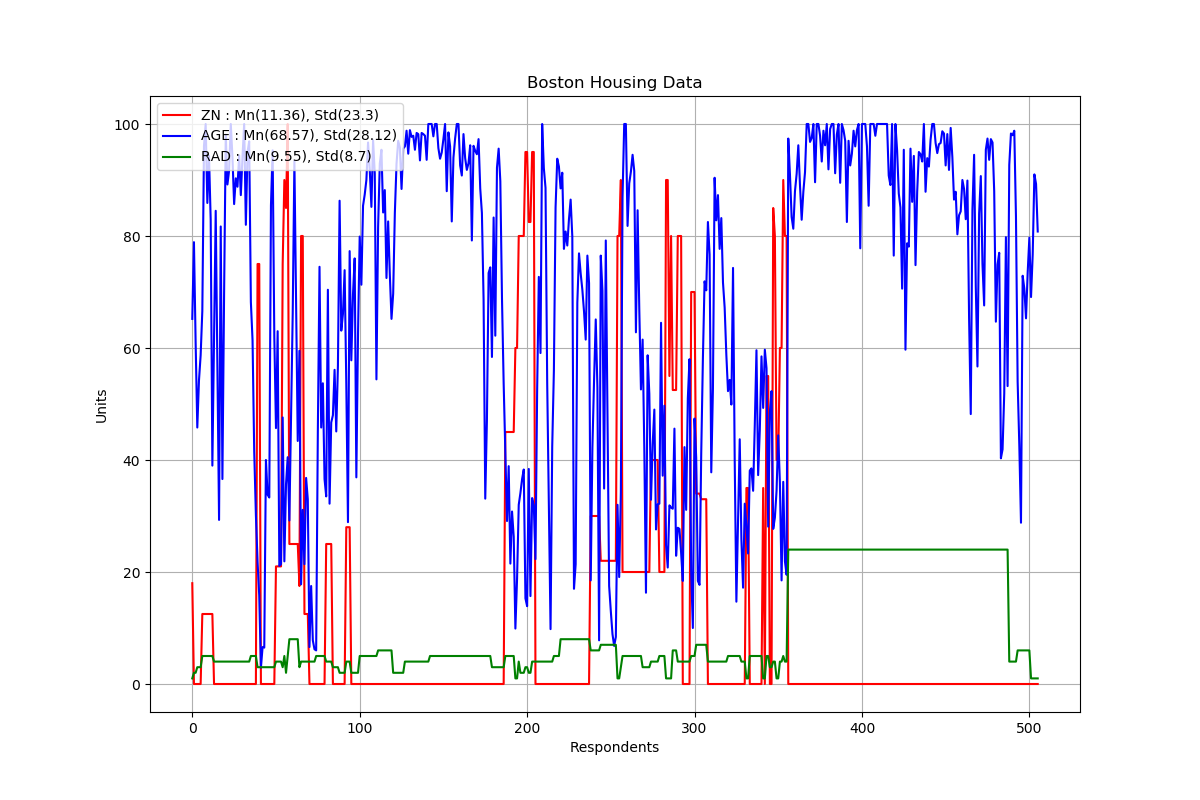 Boston Housing Data
ZN : Mn(11.36), Std(23.3)
AGE : Mn(68.57), Std(28.12)
RAD : Mn(9.55), Std(8.7)
100
80
60
40
20
0
Units
0 100 200 300 400 500
Respondents